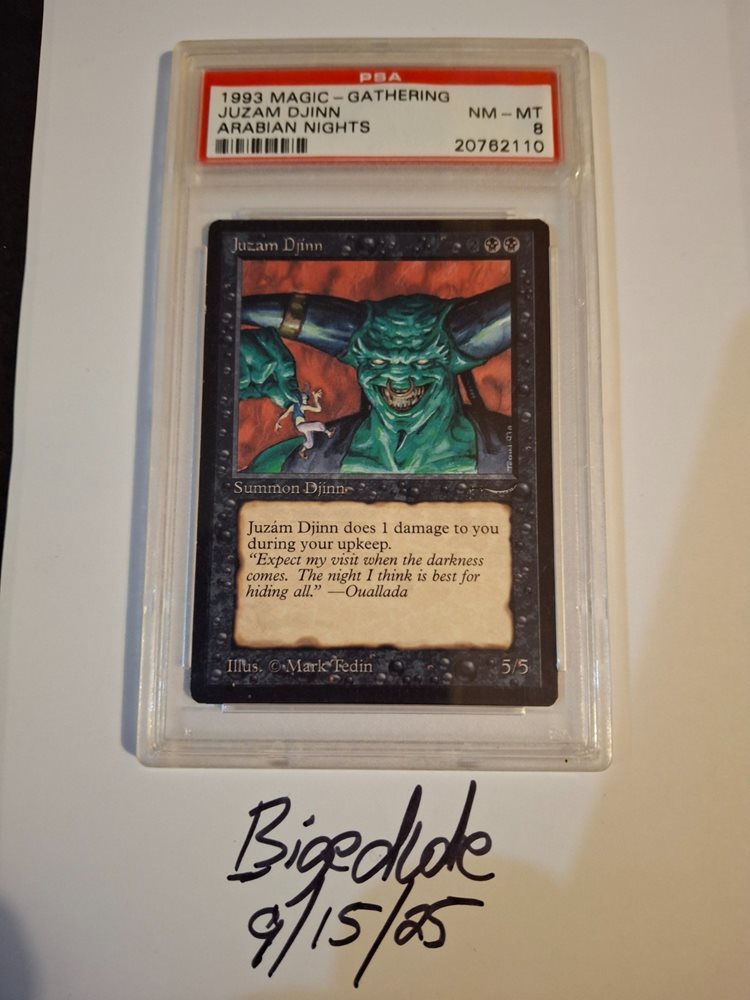 PSA
1993 MAGIC - GATHERING
JUZAM DJINN NM - MT
ARABIAN NIGHTS 8
20762110
Juzam Djinn 2
Summon Djinn
Juzám Djinn does 1 damage to you
during your upkeep.
“Expect my visit when the darkness
comes. The night I think is best for
hiding all.” —Ouallada
Illus. © Mark Tedin 5/5
9/15/25